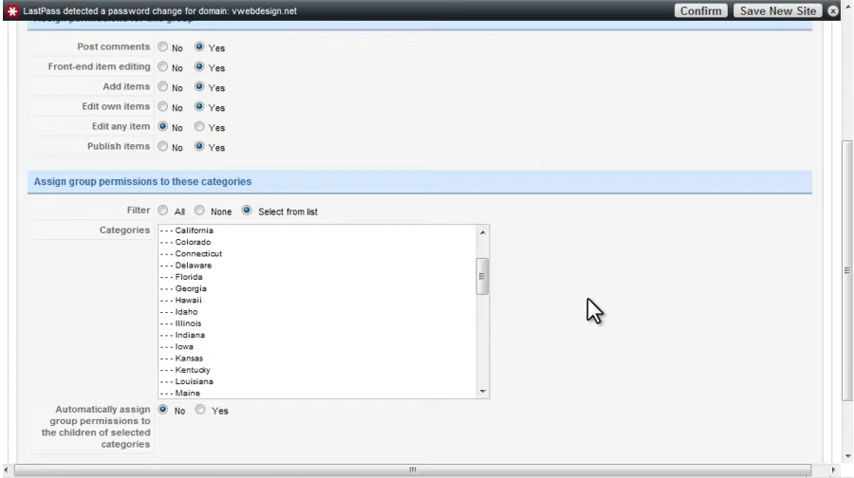 LastPass detected a password change for domain: vwebdesign.net Confirm Save New Site
Assign permissions for this group
Post comments No Yes
Front-end item editing No Yes
Add items No Yes
Edit own items No Yes
Edit any item No Yes
Publish items No Yes
Assign group permissions to these categories
Filter All None Select from list
Categories
- - - California
- - - Colorado
- - - Connecticut
- - - Delaware
- - - Florida
- - - Georgia
- - - Hawaii
- - - Idaho
- - - Illinois
- - - Indiana
- - - Iowa
- - - Kansas
- - - Kentucky
- - - Louisiana
- - - Maine
Automatically assign No Yes
group permissions to
the children of selected
categories